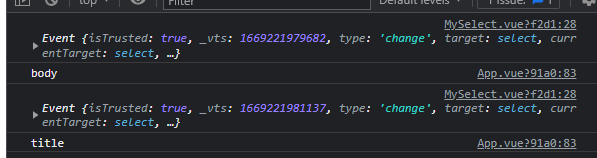 top
Filter
Default levels
1 Issue: 1
MySelect.vue?f2d1:28
Event {isTrusted: true, _vts: 1669221979682, type: 'change', target: select, curr
entTarget: select, …}
body App.vue?91a0:83
MySelect.vue?f2d1:28
Event {isTrusted: true, _vts: 1669221981137, type: 'change', target: select, curr
entTarget: select, …}
title App.vue?91a0:83